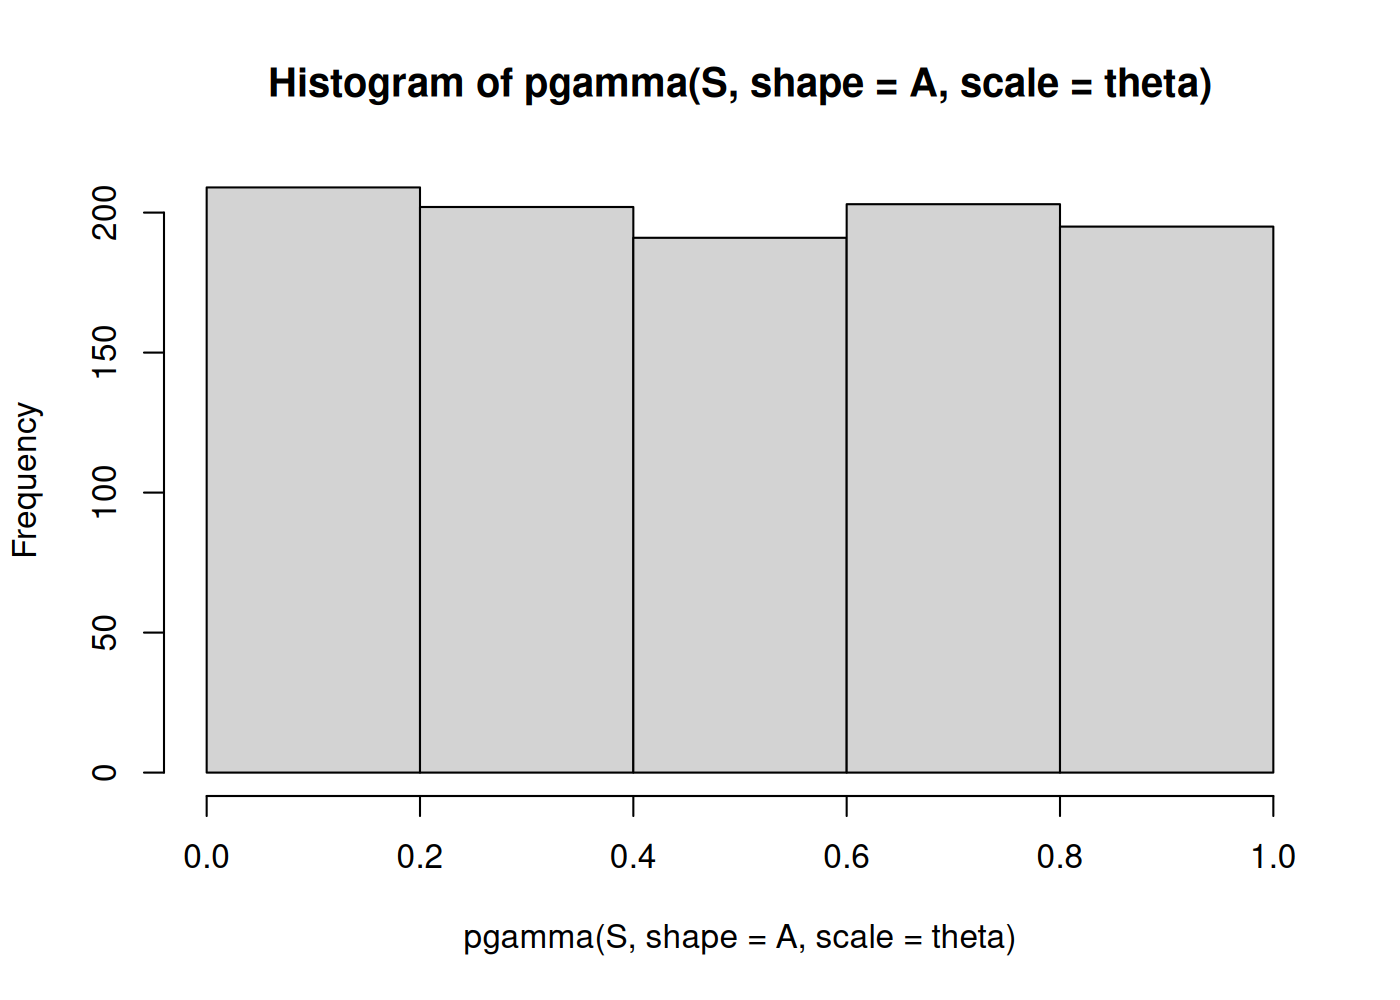 Histogram of pgamma(S, shape = A, scale = theta)
Frequency
200
150
100
50
0
0.0 0.2 0.4 0.6 0.8 1.0
pgamma(S, shape = A, scale = theta)